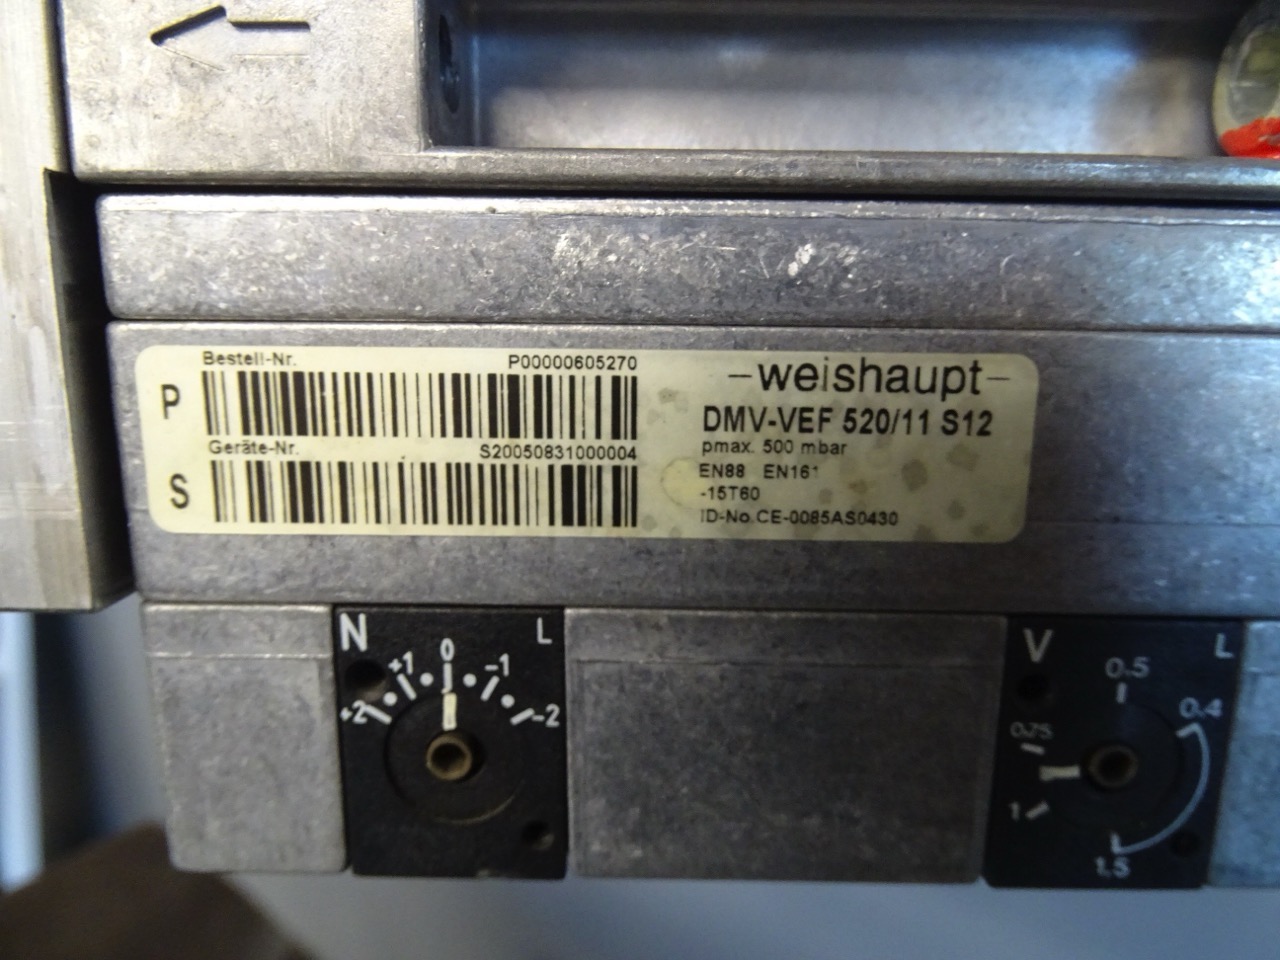 Bestell-Nr. P00000605270
P
Geräte-Nr. S20050831000004
S
-weishaupt-
DMV-VEF 520/11 S12
pmax. 500 mbar
EN88 EN161
-15T60
ID-No.CE-0085AS0430
N L
+2 +1 0 -1 -2
V L
0.5
0.4
0.75
1
1.5